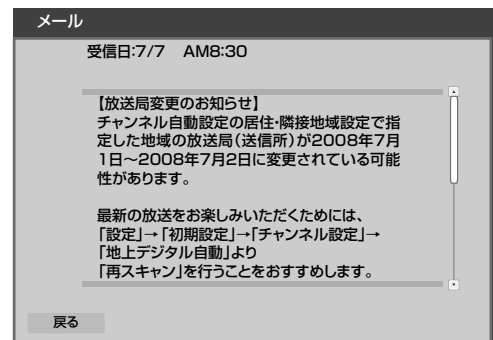 メール
受信日:7/7 AM8:30
【放送局変更のお知らせ】
チャンネル自動設定の居住・隣接地域設定で指
定した地域の放送局(送信所)が2008年7月
1日～2008年7月2日に変更されている可能
性があります。
最新の放送をお楽しみいただくためには、
「設定」→「初期設定」→「チャンネル設定」→
「地上デジタル自動」より
「再スキャン」を行うことをおすすめします。
戻る